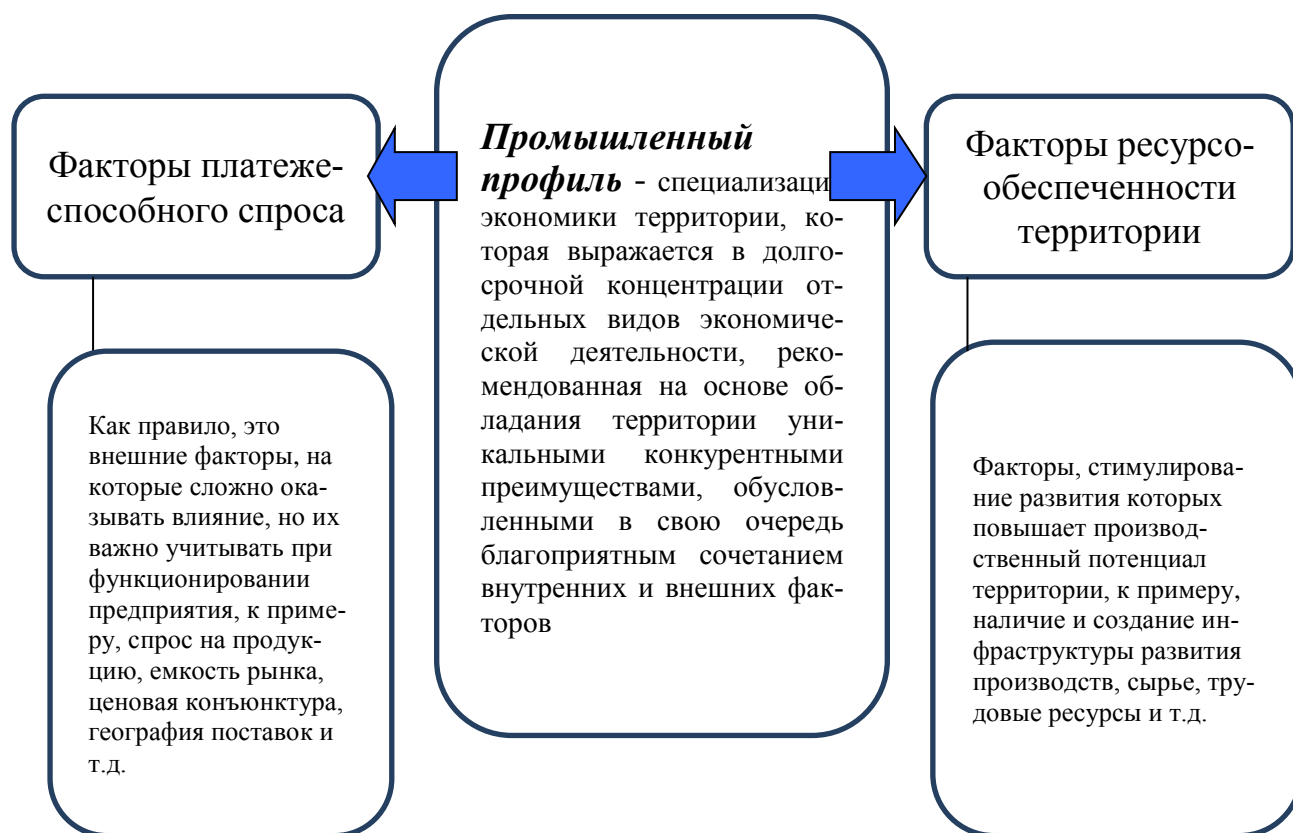 Факторы платеже-
способного спроса
Как правило, это
внешние факторы, на
которые сложно ока-
зывать влияние, но их
важно учитывать при
функционировании
предприятия, к приме-
ру, спрос на продук-
цию, емкость рынка,
ценовая конъюнктура,
география поставок и
т.д.
Промышленный
профиль - специализаци
экономики территории, ко-
торая выражается в долго-
срочной концентрации от-
дельных видов экономиче-
ской деятельности, реко-
мендованная на основе об-
ладания территории уни-
кальными конкурентными
преимуществами, обуслов-
ленными в свою очередь
благоприятным сочетанием
внутренних и внешних фак-
торов
Факторы ресурсо-
обеспеченности
территории
Факторы, стимулирова-
ние развития которых
повышает производ-
ственный потенциал
территории, к примеру,
наличие и создание ин-
фраструктуры развития
производств, сырье, тру-
довые ресурсы и т.д.